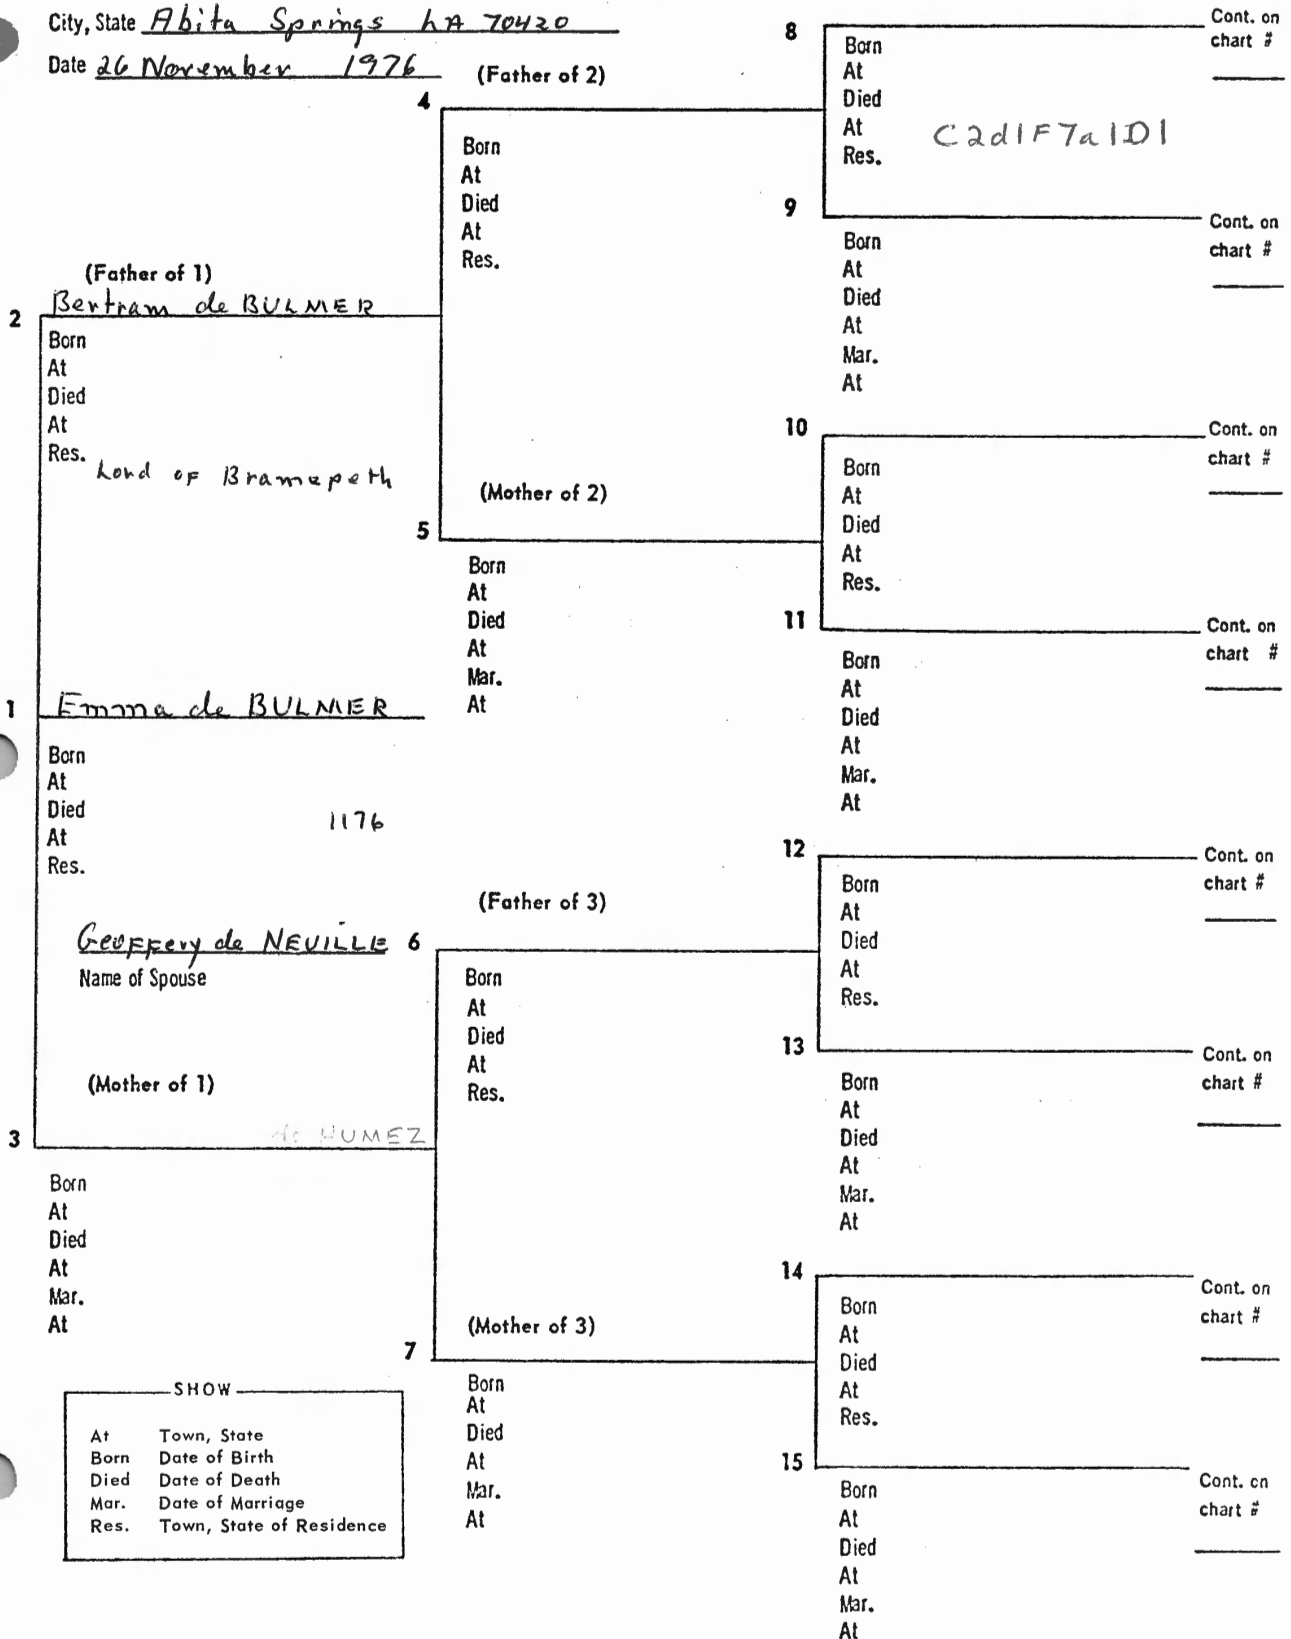 City, State Abita Springs LA 70420
Date 26 November 1976
(Father of 2)
4
Born
At
Died
At
Res.
8
Cont. on
chart #
Born
At
Died
At
Res.
C2d1F7a1D1
9
Cont. on
chart #
Born
At
Died
At
Mar.
At
(Father of 1)
2
Bertram de BULMER
Born
At
Died
At
Res.
Lord OF Bramepeth
(Mother of 2)
5
Born
At
Died
At
Mar.
At
10
Cont. on
chart #
Born
At
Died
At
Res.
11
Cont. on
chart #
Born
At
Died
At
Mar.
At
1
Emma de BULMER
Born
At
Died 1176
At
Res.
Geoffery de NEVILLE
Name of Spouse
(Father of 3)
6
Born
At
Died
At
Res.
12
Cont. on
chart #
Born
At
Died
At
Res.
13
Cont. on
chart #
Born
At
Died
At
Mar.
At
(Mother of 1)
3
de HUMEZ
Born
At
Died
At
Mar.
At
(Mother of 3)
7
Born
At
Died
At
Mar.
At
14
Cont. on
chart #
Born
At
Died
At
Res.
15
Cont. on
chart #
Born
At
Died
At
Mar.
At
SHOW
At Town, State
Born Date of Birth
Died Date of Death
Mar. Date of Marriage
Res. Town, State of Residence